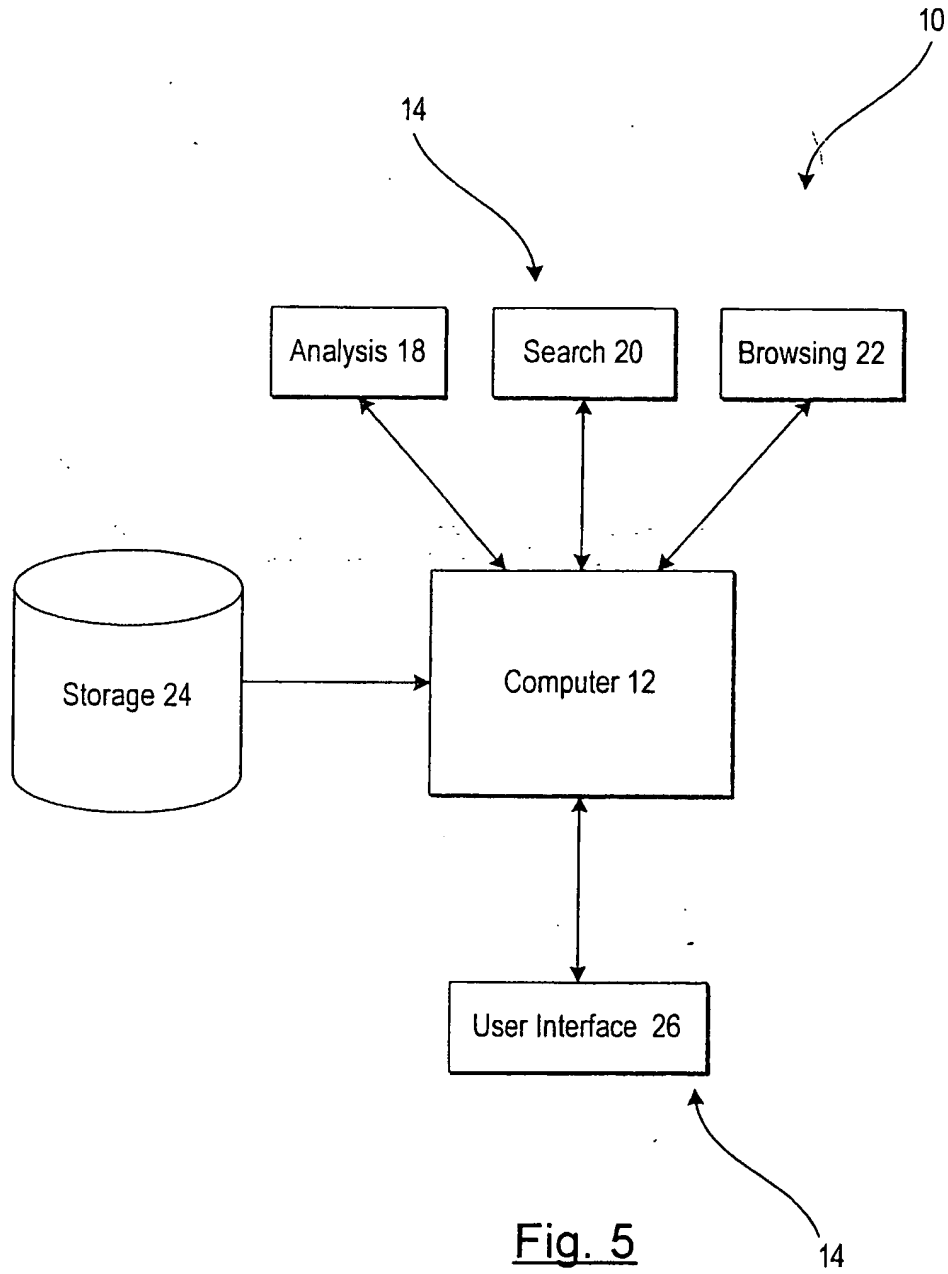 10
14
Analysis 18
Search 20
Browsing 22
Storage 24
Computer 12
User Interface 26
Fig. 5
14